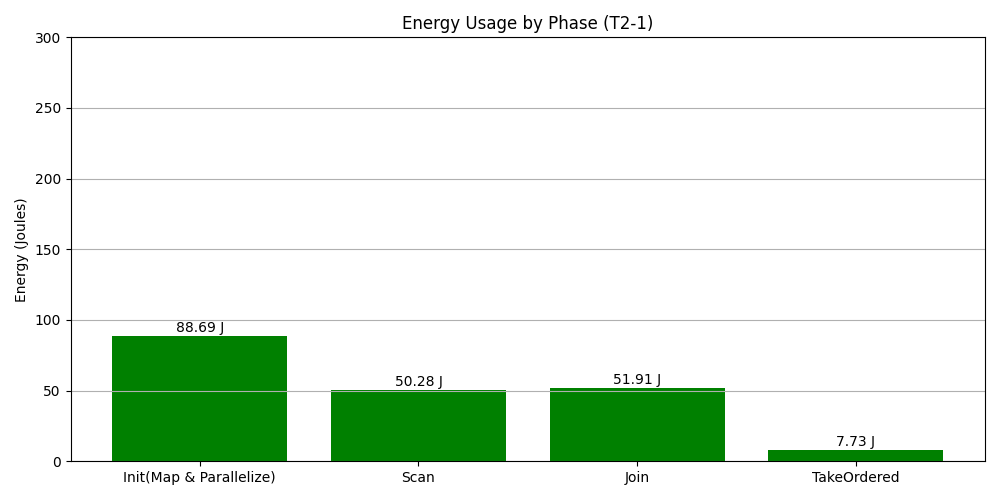 Energy Usage by Phase (T2-1)
Energy (Joules)
300
250
200
150
100
50
0
88.69 J
50.28 J
51.91 J
7.73 J
Init(Map & Parallelize)
Scan
Join
TakeOrdered